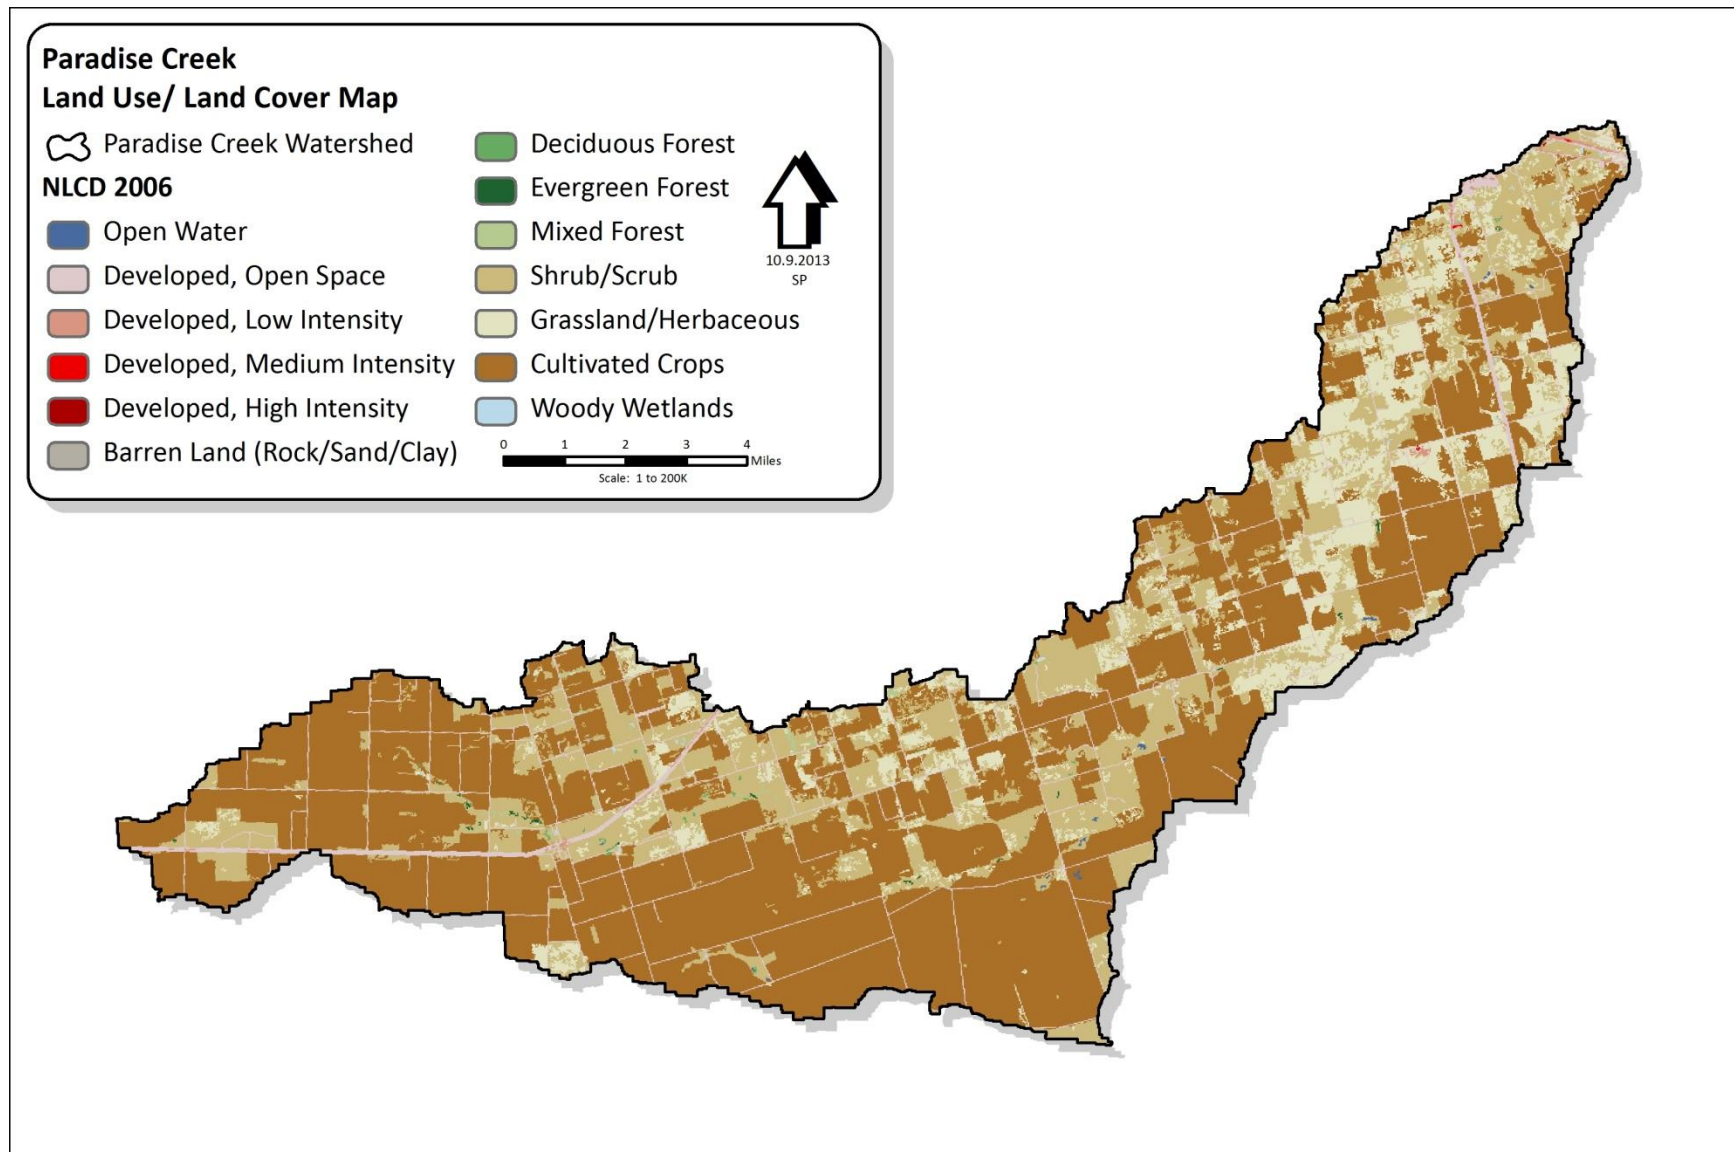 Paradise Creek
Land Use/ Land Cover Map
Paradise Creek Watershed
NLCD 2006
Open Water
Developed, Open Space
Developed, Low Intensity
Developed, Medium Intensity
Developed, High Intensity
Barren Land (Rock/Sand/Clay)
Deciduous Forest
Evergreen Forest
Mixed Forest
Shrub/Scrub
Grassland/Herbaceous
Cultivated Crops
Woody Wetlands
10.9.2013
SP
0 1 2 3 4
Miles
Scale: 1 to 200K